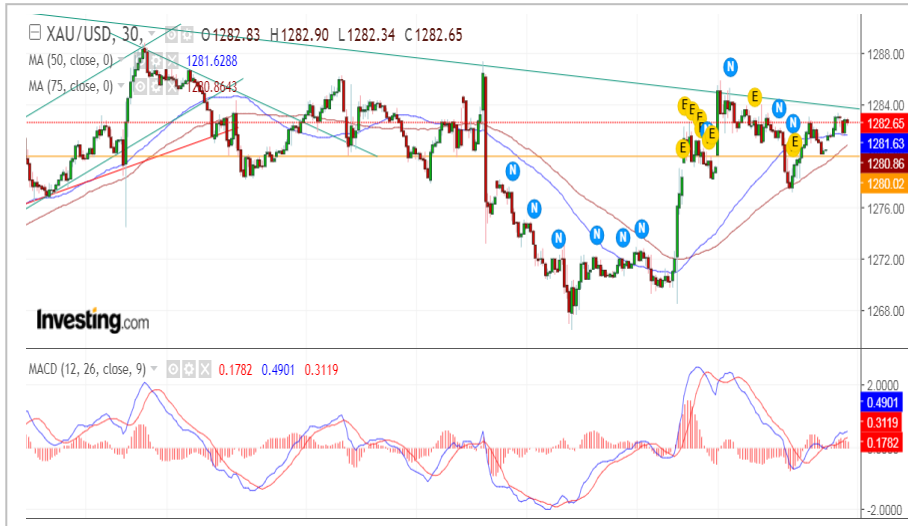 XAU/USD, 30, O1282.83 H1282.90 L1282.34 C1282.65
MA (50, close, 0) 1281.6288
MA (75, close, 0) 1280.8643
1288.00
1284.00
1282.65
1281.63
1280.86
1280.02
1276.00
1272.00
1268.00
N
E
N
E
E
E
N
N
E
E
E
N
N
N
N
N
N
Investing.com
MACD (12, 26, close, 9) 0.1782 0.4901 0.3119
2.0000
0.4901
0.3119
0.1782
-2.0000